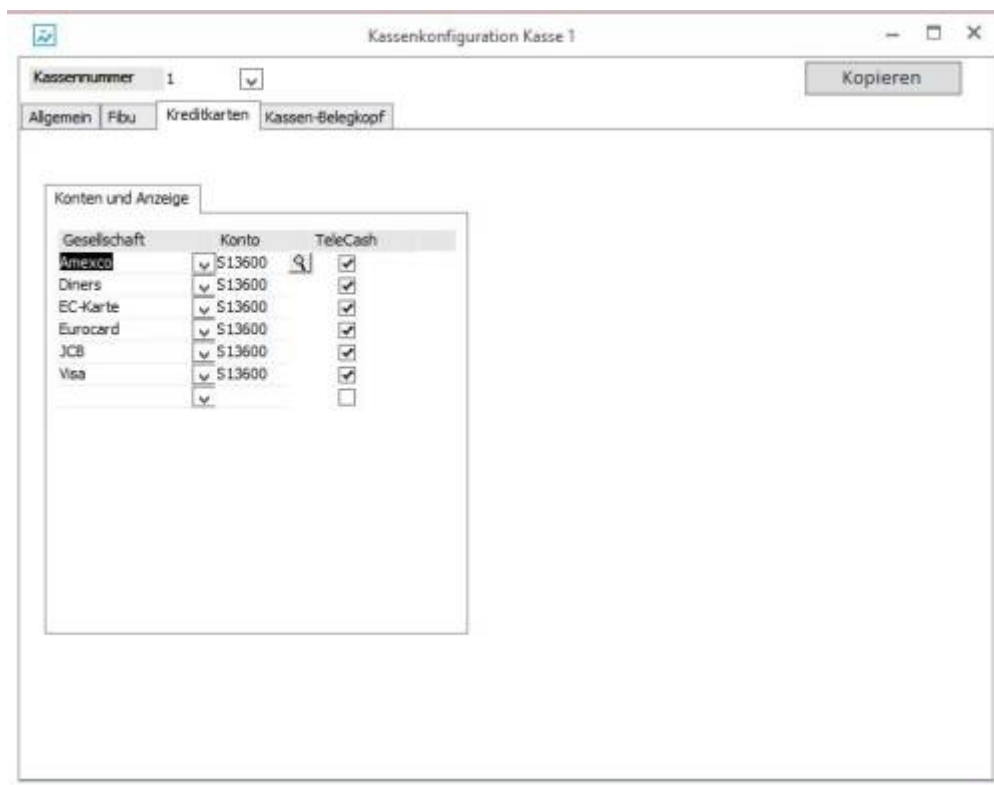 Kassenkonfiguration Kasse 1
Kassennummer 1 Kopieren
Allgemein Fibu Kreditkarten Kassen-Belegkopf
Konten und Anzeige
Gesellschaft Konto TeleCash
Amexco S13600
Diners S13600
EC-Karte S13600
Eurocard S13600
JCB S13600
Visa S13600